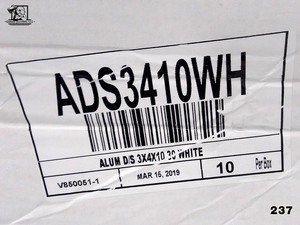 ADS3410WH
ALUM D/S 3X4X10 30 WHITE
V850051-1 MAR 15, 2019 10 Per Box
237